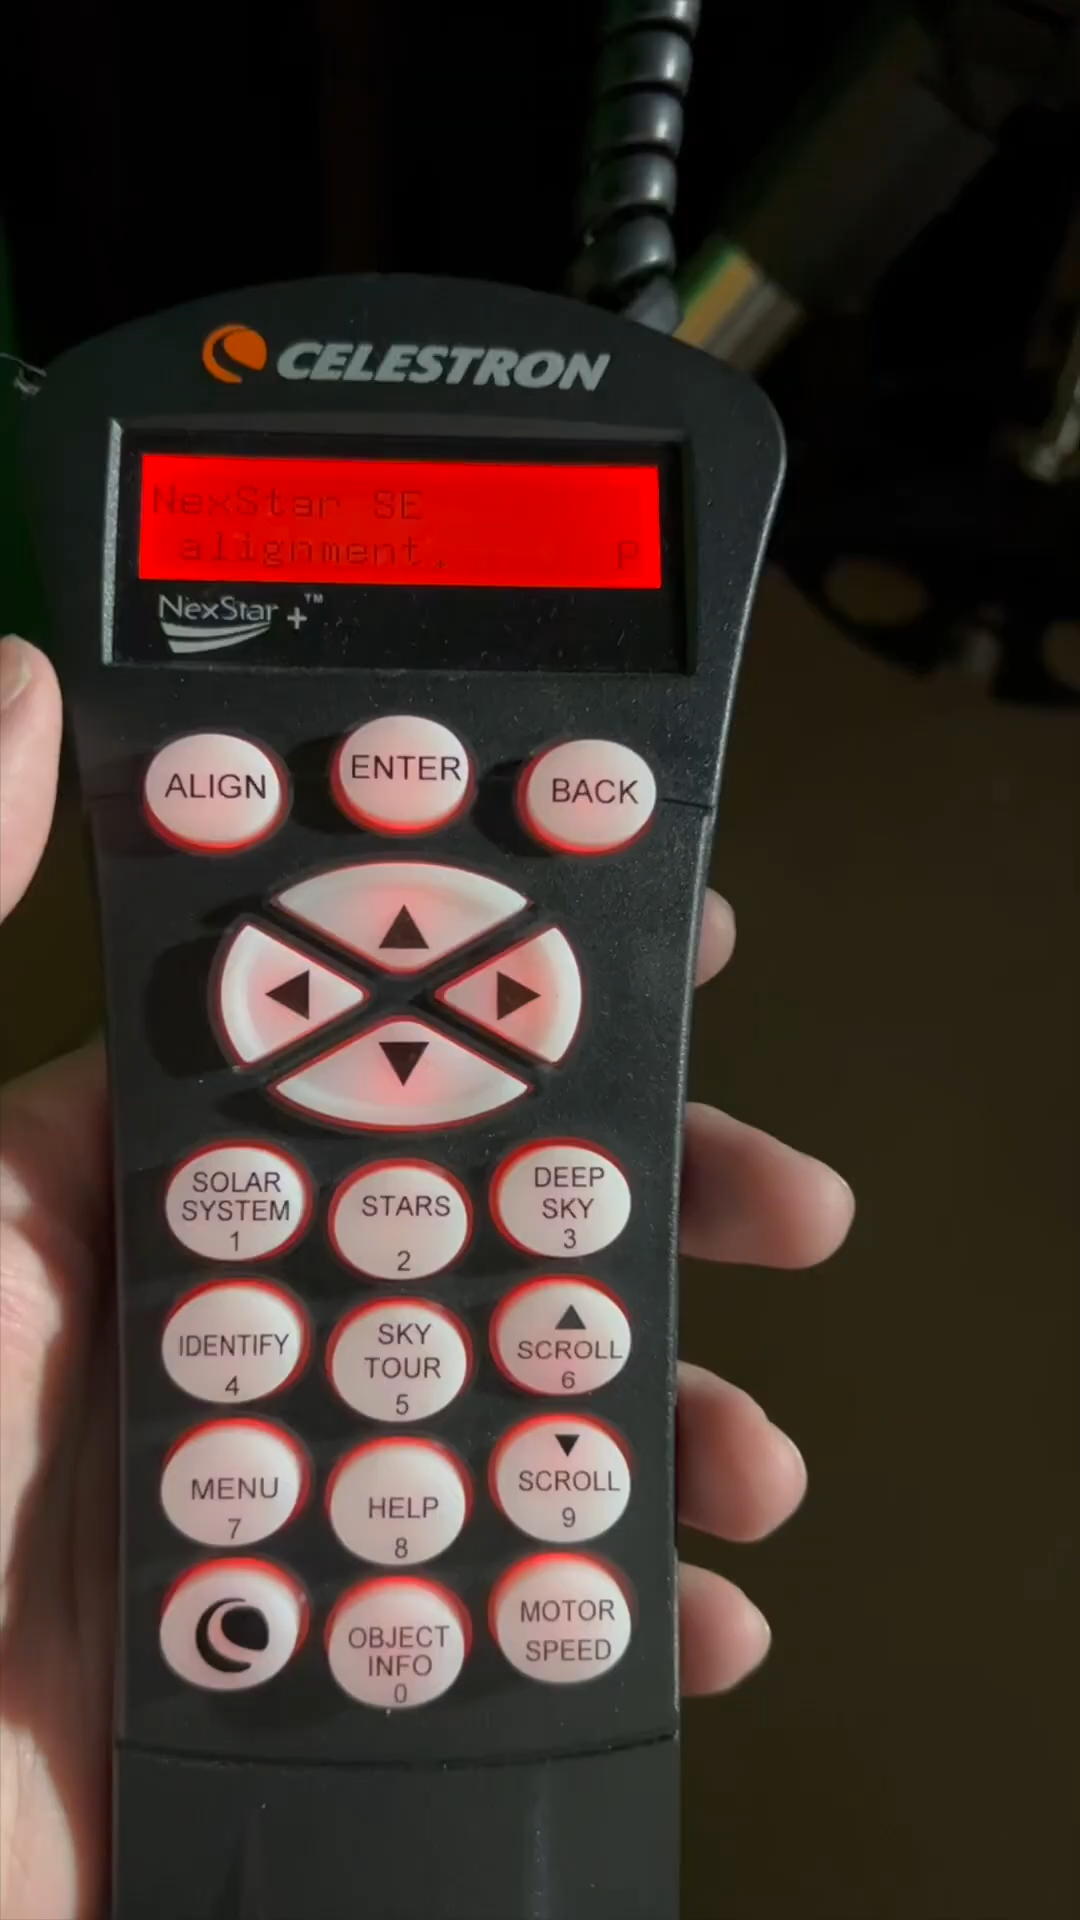 CELESTRON
NexStar SE
alignment. P
NexStar +™
ALIGN
ENTER
BACK
SOLAR SYSTEM 1
STARS 2
DEEP SKY 3
IDENTIFY 4
SKY TOUR 5
SCROLL 6
MENU 7
HELP 8
SCROLL 9
OBJECT INFO 0
MOTOR SPEED